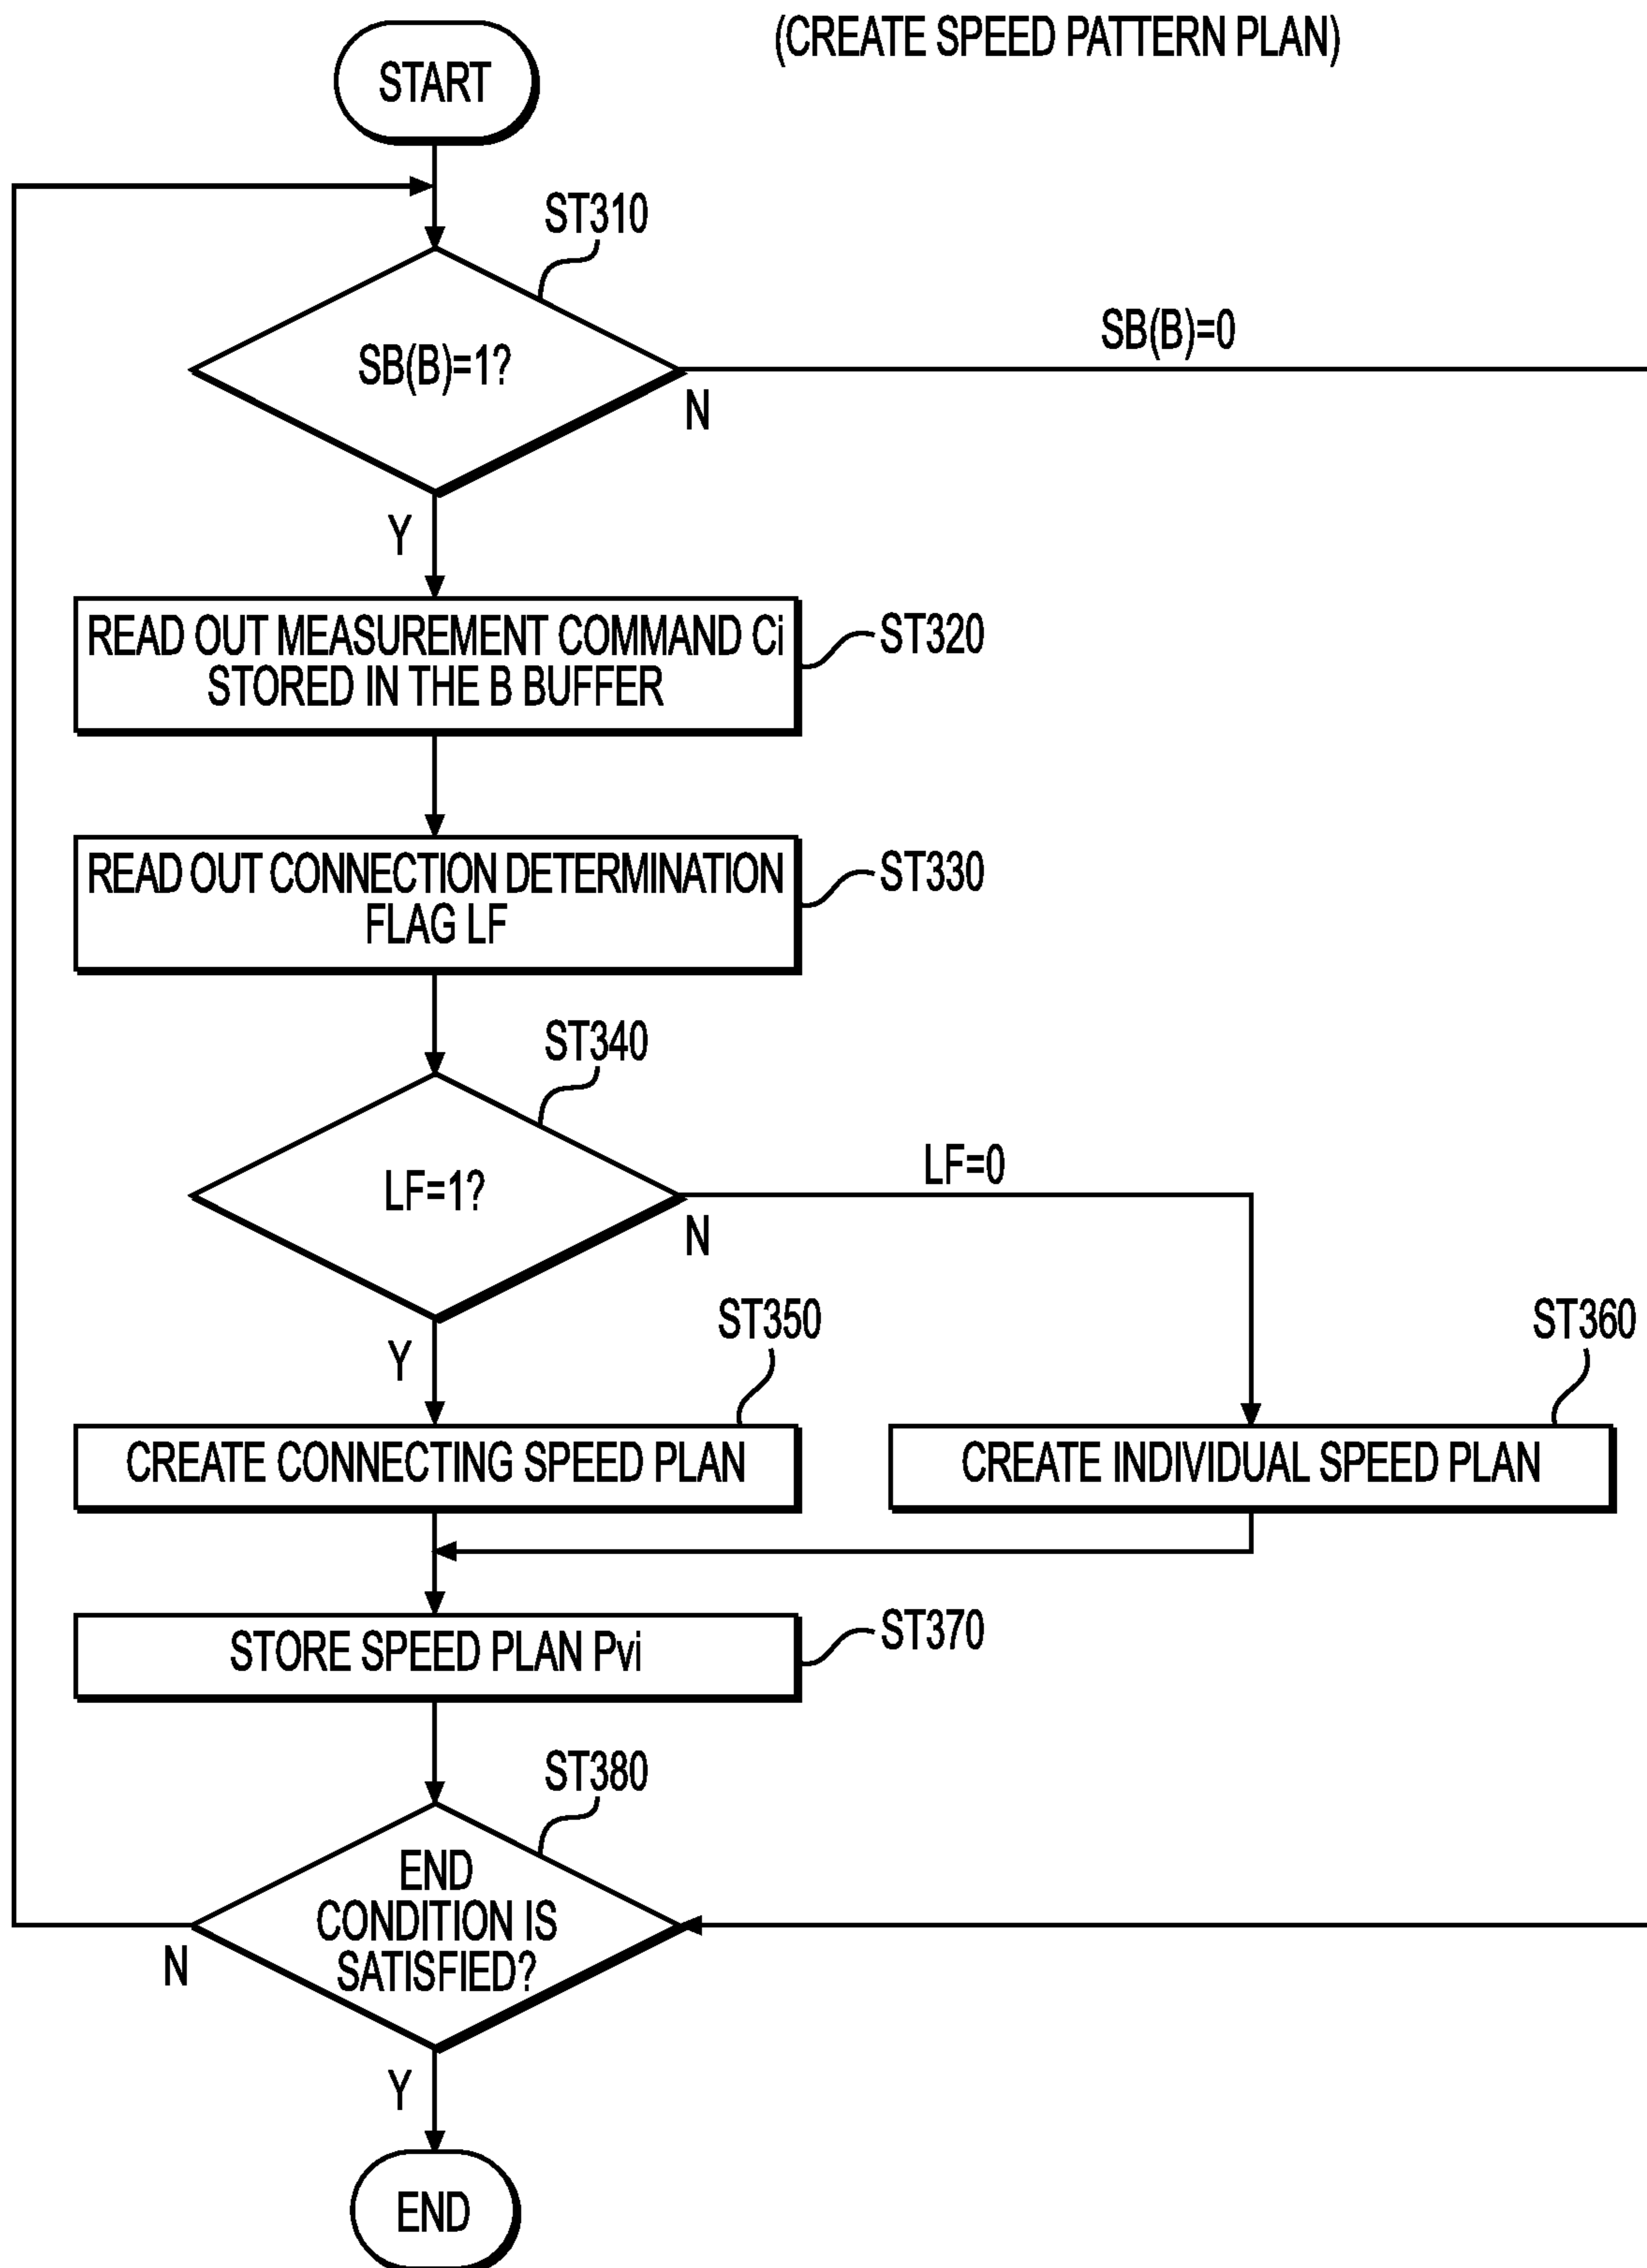 (CREATE SPEED PATTERN PLAN)
START
ST310
SB(B)=1?
SB(B)=0
N
Y
READ OUT MEASUREMENT COMMAND Ci
STORED IN THE B BUFFER
ST320
READ OUT CONNECTION DETERMINATION
FLAG LF
ST330
ST340
LF=1?
LF=0
N
Y
ST350
ST360
CREATE CONNECTING SPEED PLAN
CREATE INDIVIDUAL SPEED PLAN
STORE SPEED PLAN Pvi
ST370
ST380
END
CONDITION IS
SATISFIED?
N
Y
END